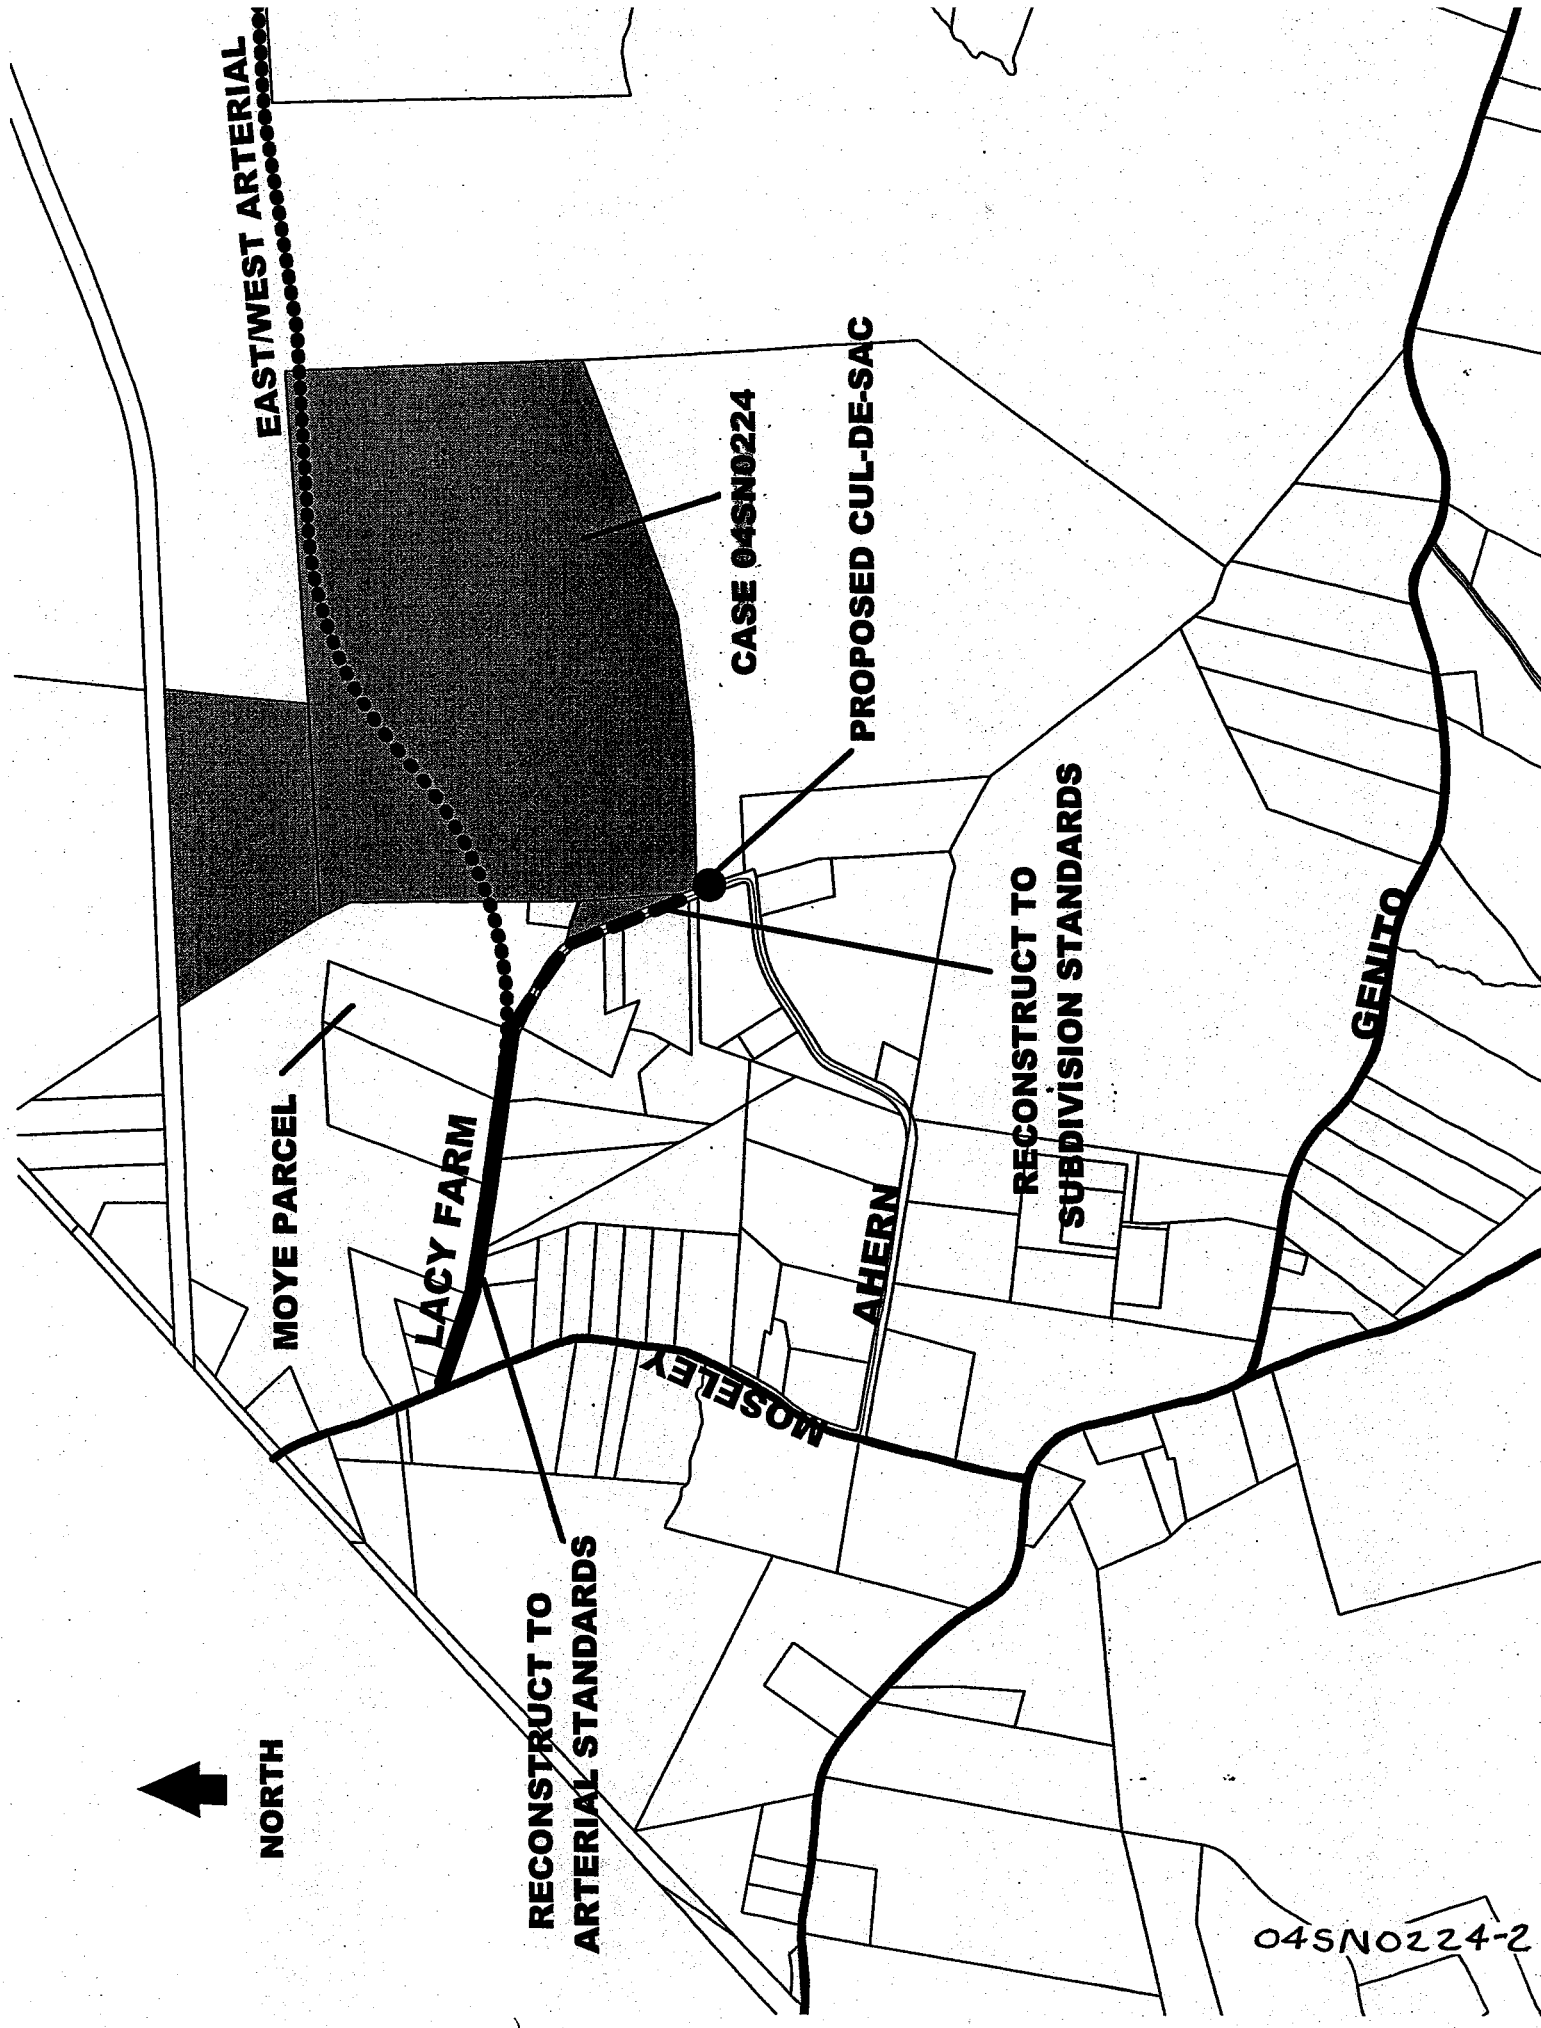 NORTH
EAST/WEST ARTERIAL
MOYE PARCEL
LACY FARM
RECONSTRUCT TO
ARTERIAL STANDARDS
CASE 04SN0224
PROPOSED CUL-DE-SAC
MOSELEY
AHERN
RECONSTRUCT TO
SUBDIVISION STANDARDS
GENITO
04SN0224-2